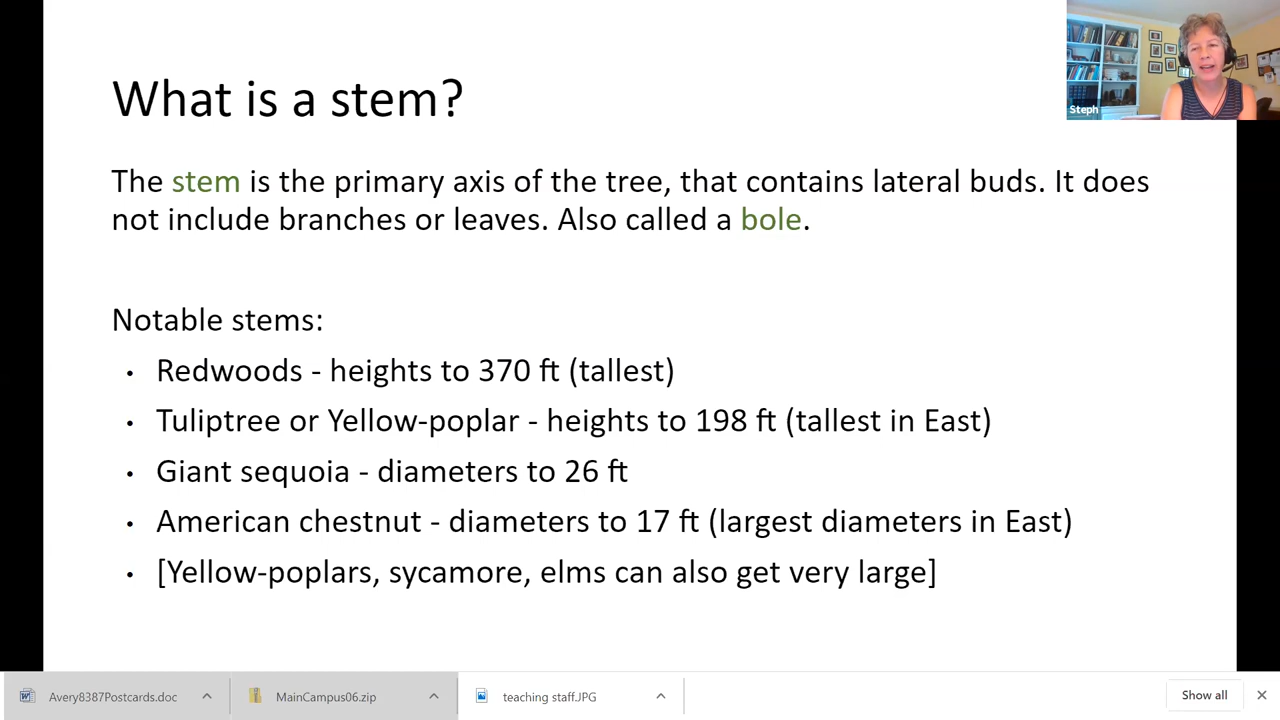 What is a stem?
Steph
The stem is the primary axis of the tree, that contains lateral buds. It does
not include branches or leaves. Also called a bole.
Notable stems:
• Redwoods - heights to 370 ft (tallest)
• Tuliptree or Yellow-poplar - heights to 198 ft (tallest in East)
• Giant sequoia - diameters to 26 ft
• American chestnut - diameters to 17 ft (largest diameters in East)
• [Yellow-poplars, sycamore, elms can also get very large]
Avery8387Postcards.doc
MainCampus06.zip
teaching staff.JPG
Show all